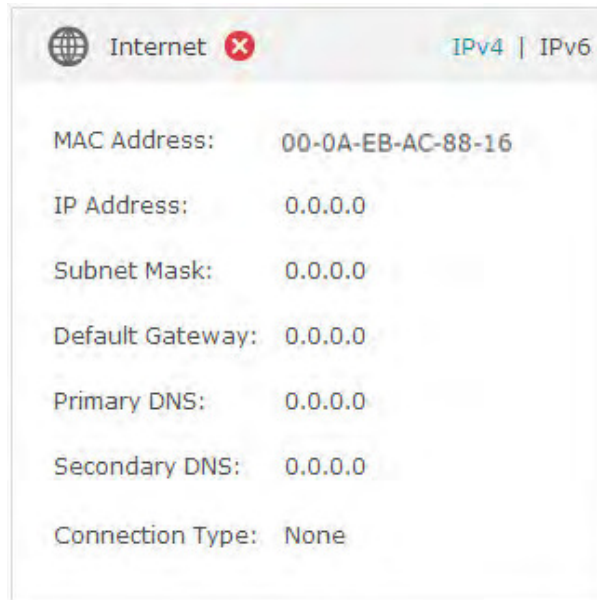 Internet IPv4 | IPv6
MAC Address: 00-0A-EB-AC-88-16
IP Address: 0.0.0.0
Subnet Mask: 0.0.0.0
Default Gateway: 0.0.0.0
Primary DNS: 0.0.0.0
Secondary DNS: 0.0.0.0
Connection Type: None